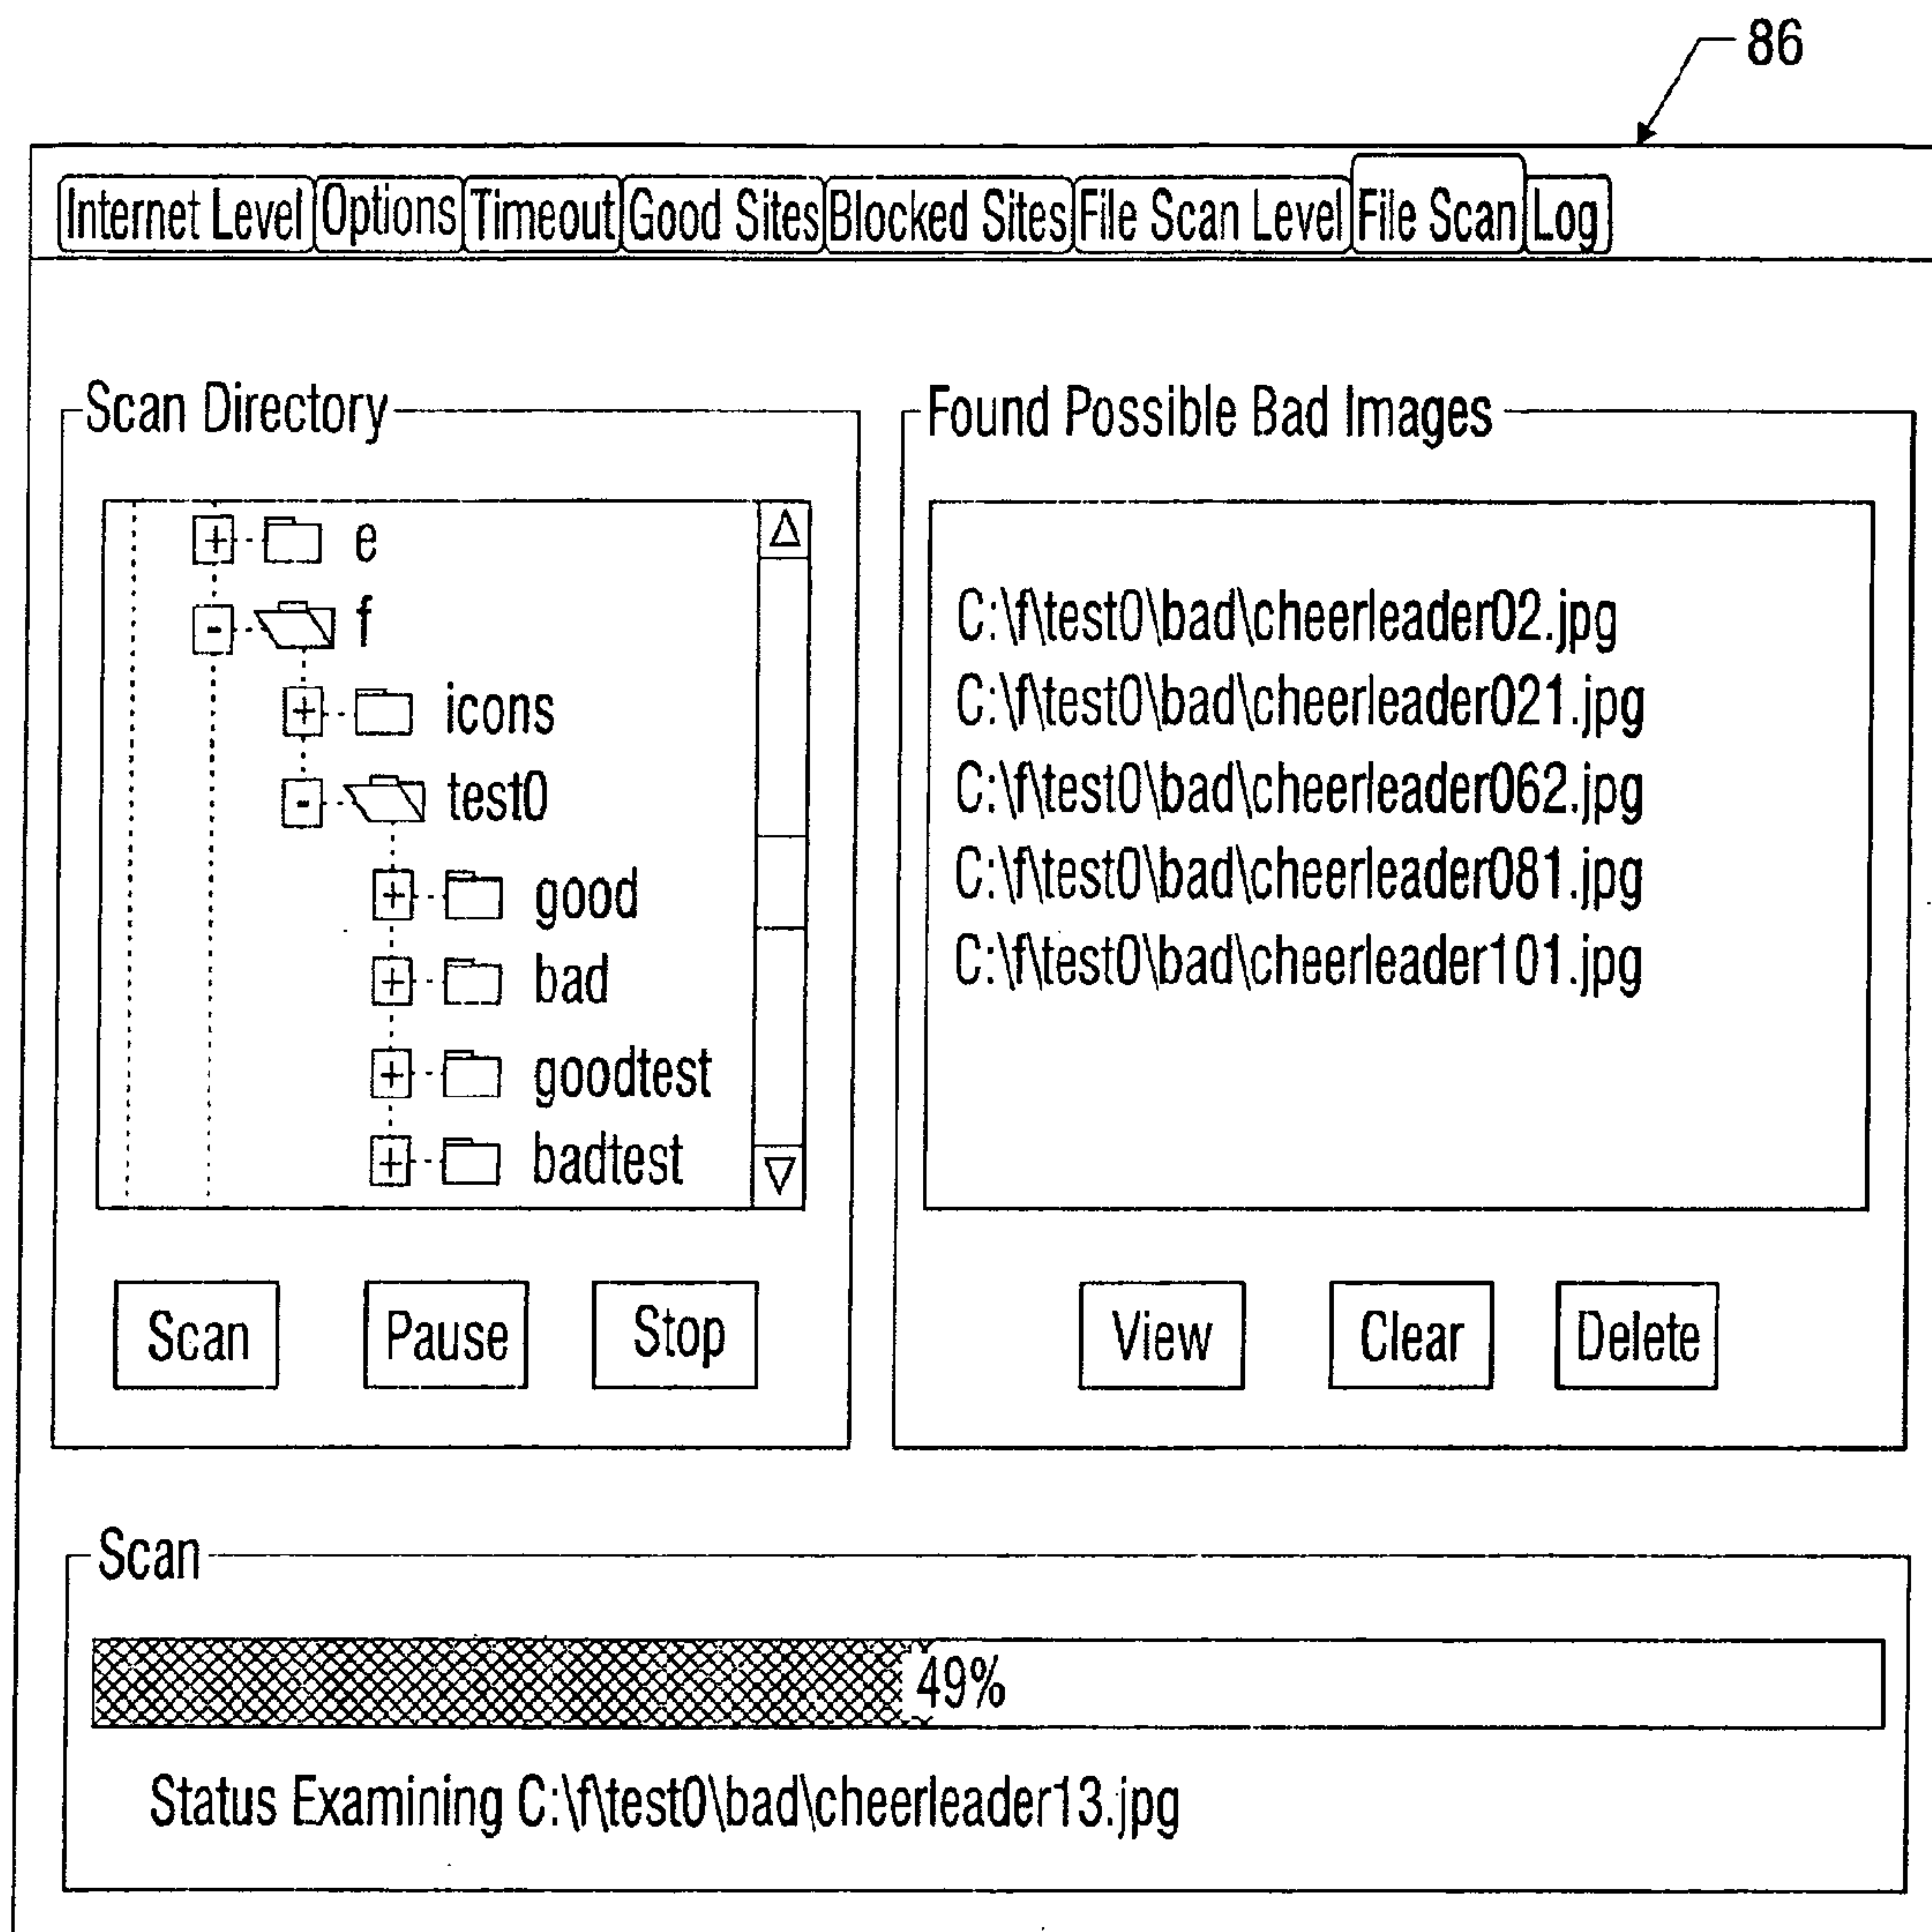 86
Internet Level Options Timeout Good Sites Blocked Sites File Scan Level File Scan Log
Scan Directory
e
f
icons
test0
good
bad
goodtest
badtest
Scan Pause Stop
Found Possible Bad Images
C:\f\test0\bad\cheerleader02.jpg
C:\f\test0\bad\cheerleader021.jpg
C:\f\test0\bad\cheerleader062.jpg
C:\f\test0\bad\cheerleader081.jpg
C:\f\test0\bad\cheerleader101.jpg
View Clear Delete
Scan
49%
Status Examining C:\f\test0\bad\cheerleader13.jpg